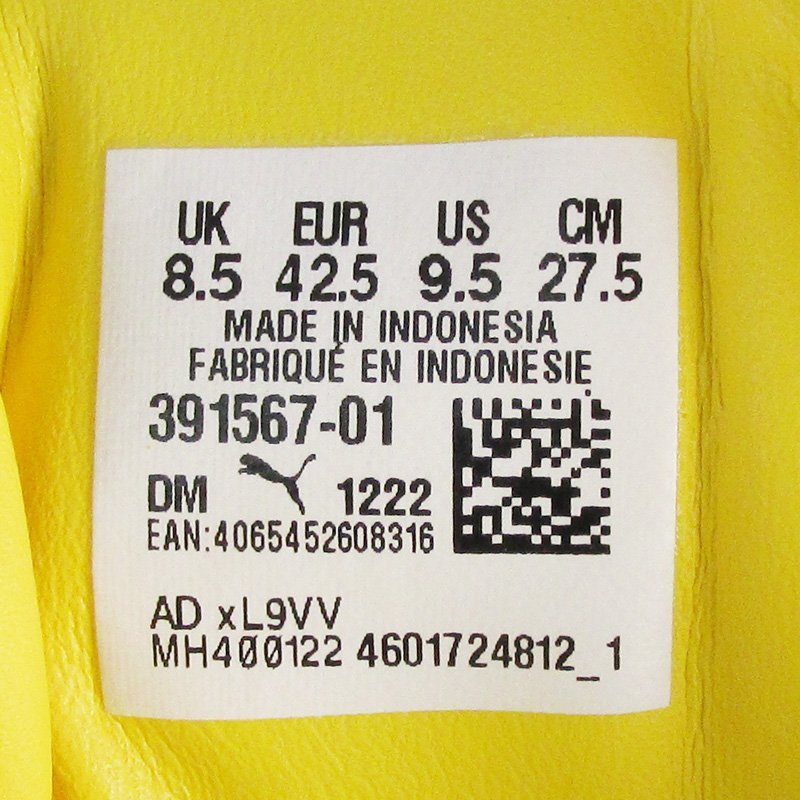 UK EUR US CM
8.5 42.5 9.5 27.5
MADE IN INDONESIA
FABRIQUÉ EN INDONESIE
391567-01
DM 1222
EAN:4065452608316
AD xL9VV
MH400122 4601724812_1